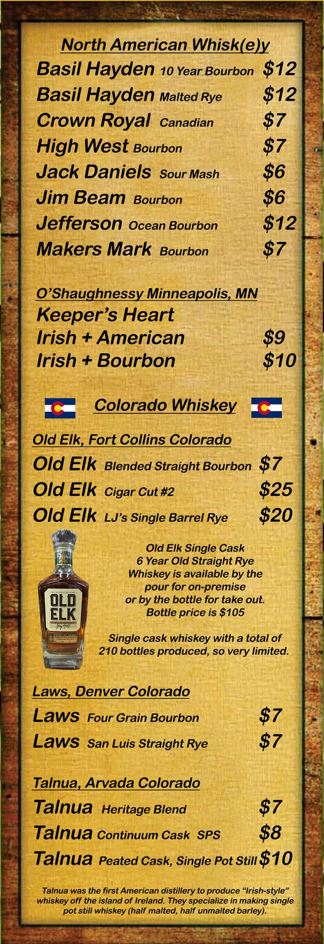 North American Whisk(e)y
Basil Hayden 10 Year Bourbon $12
Basil Hayden Malted Rye $12
Crown Royal Canadian $7
High West Bourbon $7
Jack Daniels Sour Mash $6
Jim Beam Bourbon $6
Jefferson Ocean Bourbon $12
Makers Mark Bourbon $7
O'Shaughnessy Minneapolis, MN
Keeper's Heart
Irish + American $9
Irish + Bourbon $10
Colorado Whiskey
Old Elk, Fort Collins Colorado
Old Elk Blended Straight Bourbon $7
Old Elk Cigar Cut #2 $25
Old Elk LJ's Single Barrel Rye $20
Old Elk Single Cask
6 Year Old Straight Rye
Whiskey is available by the
pour for on-premise
or by the bottle for take out.
Bottle price is $105
OLD
ELK
Single cask whiskey with a total of
210 bottles produced, so very limited.
Laws, Denver Colorado
Laws Four Grain Bourbon $7
Laws San Luis Straight Rye $7
Talnua, Arvada Colorado
Talnua Heritage Blend $7
Talnua Continuum Cask SPS $8
Talnua Peated Cask, Single Pot Still $10
Talnua was the first American distillery to produce "Irish-style"
whiskey off the island of Ireland. They specialize in making single
pot still whiskey (half malted, half unmalted barley).